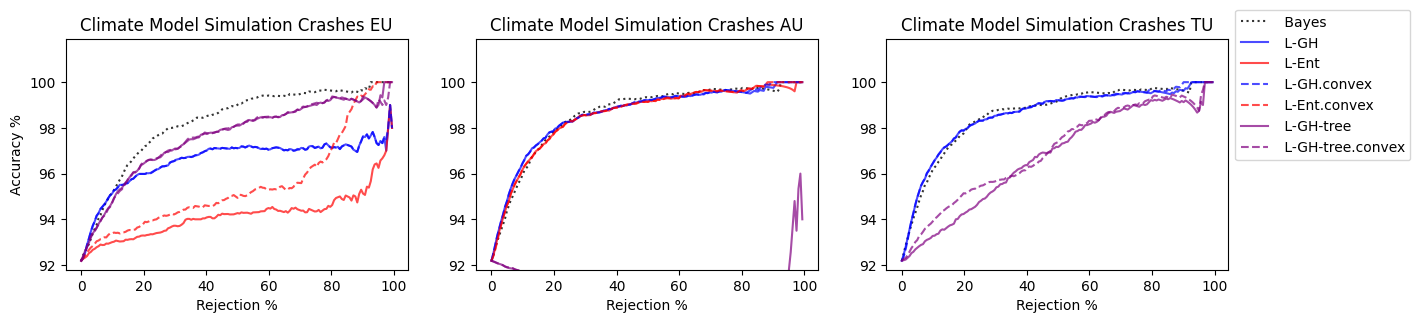 Climate Model Simulation Crashes EU
Climate Model Simulation Crashes AU
Climate Model Simulation Crashes TU
Accuracy %
100
98
96
94
92
0 20 40 60 80 100
Rejection %
100
98
96
94
92
0 20 40 60 80 100
Rejection %
100
98
96
94
92
0 20 40 60 80 100
Rejection %
Bayes
L-GH
L-Ent
L-GH.convex
L-Ent.convex
L-GH-tree
L-GH-tree.convex